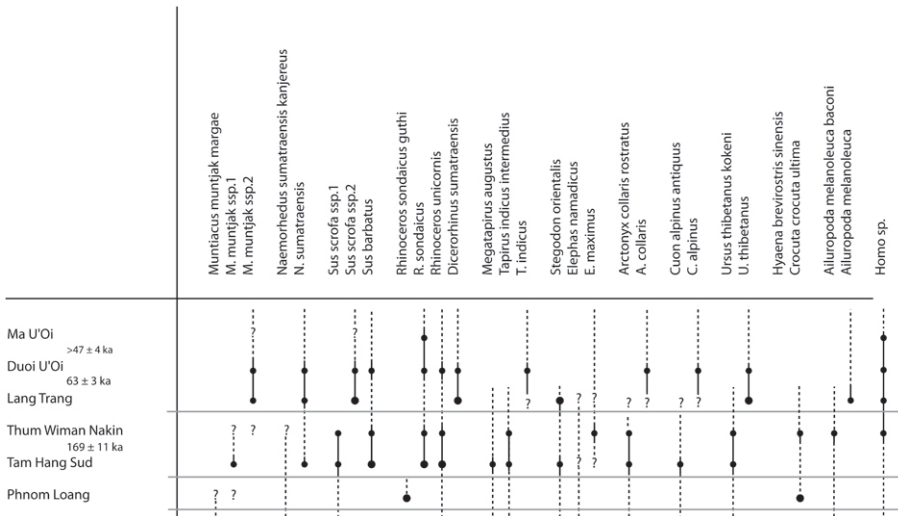 Muntiacus muntjak margae
M. muntjak ssp.1
M. muntjak ssp.2
Naemorhedus sumatraensis kanjereus
N. sumatraensis
Sus scrofa ssp.1
Sus scrofa ssp.2
Sus barbatus
Rhinoceros sondaicus guthi
R. sondaicus
Rhinoceros unicornis
Dicerorhinus sumatraensis
Megatapirus augustus
Tapirus indicus intermedius
T. indicus
Stegodon orientalis
Elephas namadicus
E. maximus
Arctonyx collaris rostratus
A. collaris
Cuon alpinus antiquus
C. alpinus
Ursus thibetanus kokeni
U. thibetanus
Hyaena brevirostris sinensis
Crocuta crocuta ultima
Ailuropoda melanoleuca baconi
Ailuropoda melanoleuca
Homo sp.
Ma U'Oi ? ?
>47 ± 4 ka
Duoi U'Oi
63 ± 3 ka
Lang Trang ? ? ? ? ? ? ?
Thum Wiman Nakin ? ? ?
169 ± 11 ka
Tam Hang Sud ? ?
Phnom Loang ? ?